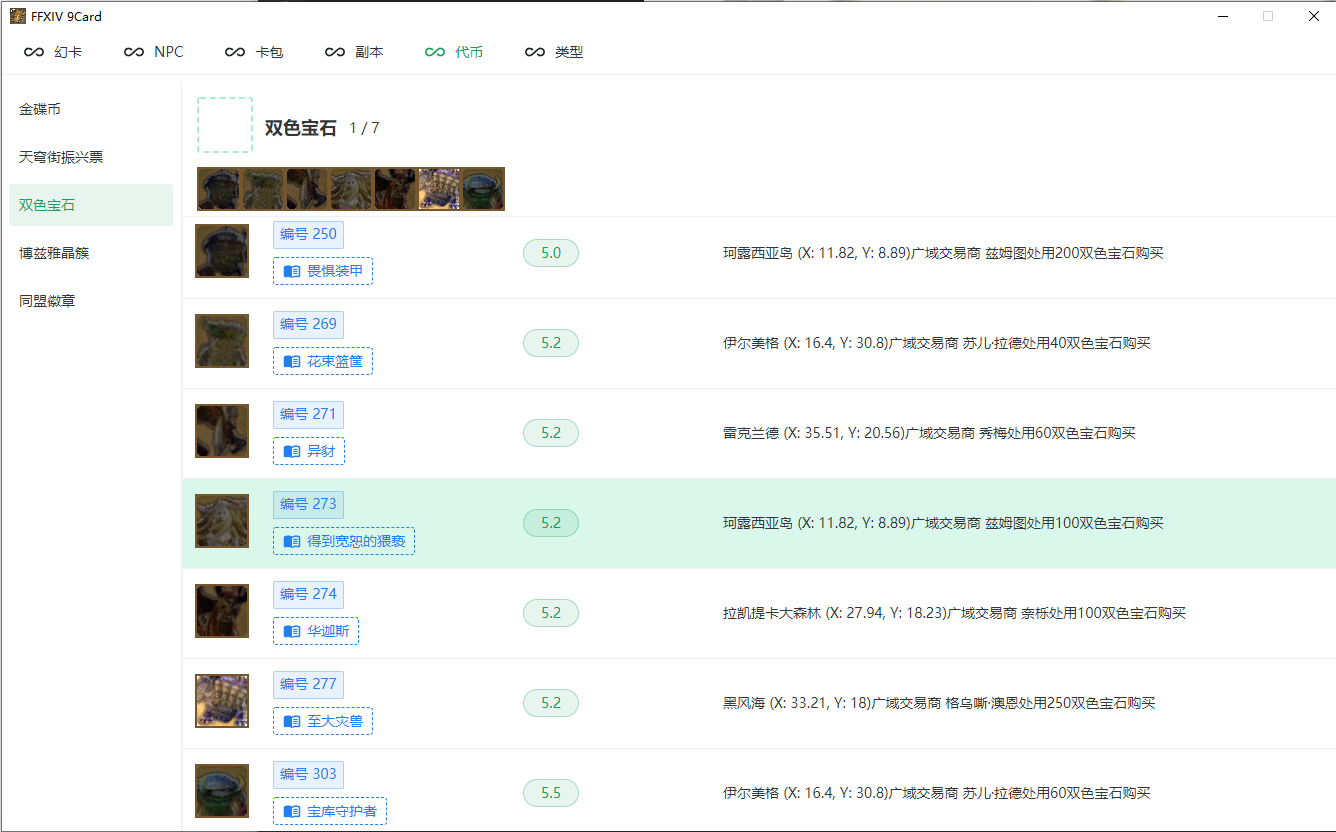 FFXIV 9Card
幻卡 NPC 卡包 副本 代币 类型
金碟币
天穹街振兴票
双色宝石
博兹雅晶簇
同盟徽章
双色宝石 1 / 7
编号 250
畏惧装甲
5.0
珂露西亚岛 (X: 11.82, Y: 8.89)广域交易商 兹姆图处用200双色宝石购买
编号 269
花束篮筐
5.2
伊尔美格 (X: 16.4, Y: 30.8)广域交易商 苏儿·拉德处用40双色宝石购买
编号 271
异豺
5.2
雷克兰德 (X: 35.51, Y: 20.56)广域交易商 秀梅处用60双色宝石购买
编号 273
得到宽恕的猥亵
5.2
珂露西亚岛 (X: 11.82, Y: 8.89)广域交易商 兹姆图处用100双色宝石购买
编号 274
华迦斯
5.2
拉凯提卡大森林 (X: 27.94, Y: 18.23)广域交易商 奈栎处用100双色宝石购买
编号 277
至大灾兽
5.2
黑风海 (X: 33.21, Y: 18)广域交易商 格乌嘶·澳恩处用250双色宝石购买
编号 303
宝库守护者
5.5
伊尔美格 (X: 16.4, Y: 30.8)广域交易商 苏儿·拉德处用60双色宝石购买